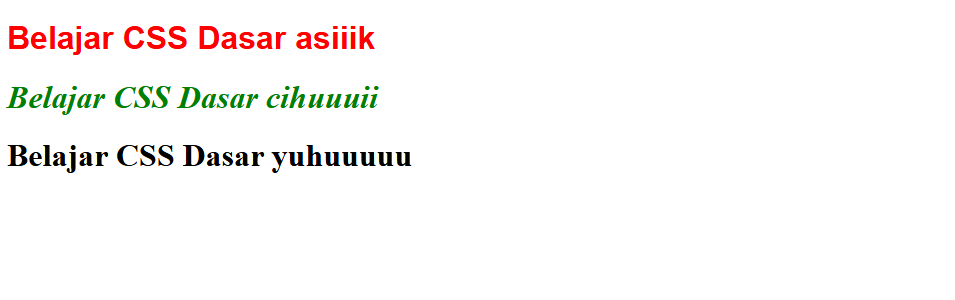 Belajar CSS Dasar asiiik
Belajar CSS Dasar cihuuuii
Belajar CSS Dasar yuhuuuuu